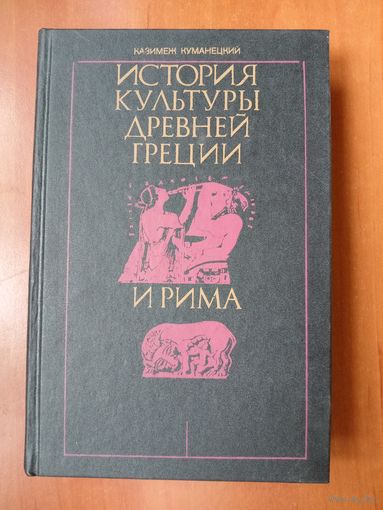 КАЗИМЕЖ КУМАНЕЦКИЙ
ИСТОРИЯ
КУЛЬТУРЫ
ДРЕВНЕЙ
ГРЕЦИИ
И РИМА